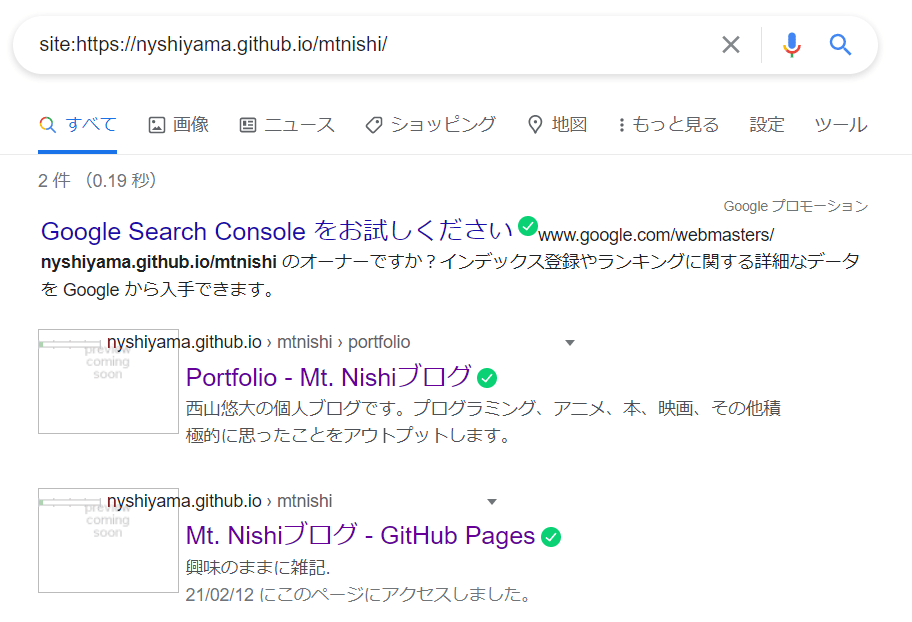 site:https://nyshiyama.github.io/mtnishi/
すべて 画像 ニュース ショッピング 地図 もっと見る 設定 ツール
2 件 （0.19 秒）
Google プロモーション
Google Search Console をお試しください www.google.com/webmasters/
nyshiyama.github.io/mtnishi のオーナーですか？インデックス登録やランキングに関する詳細なデータ
を Google から入手できます。
nyshiyama.github.io › mtnishi › portfolio
preview
coming
soon
Portfolio - Mt. Nishiブログ
西山悠大の個人ブログです。プログラミング、アニメ、本、映画、その他積
極的に思ったことをアウトプットします。
nyshiyama.github.io › mtnishi
preview
coming
soon
Mt. Nishiブログ - GitHub Pages
興味のままに雑記.
21/02/12 にこのページにアクセスしました。